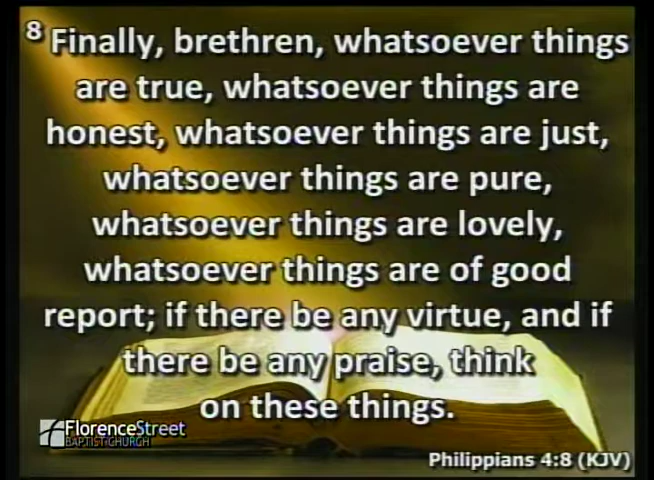 8 Finally, brethren, whatsoever things
are true, whatsoever things are
honest, whatsoever things are just,
whatsoever things are pure,
whatsoever things are lovely,
whatsoever things are of good
report; if there be any virtue, and if
there be any praise, think
on these things.
FlorenceStreet
BAPTIST CHURCH
Philippians 4:8 (KJV)